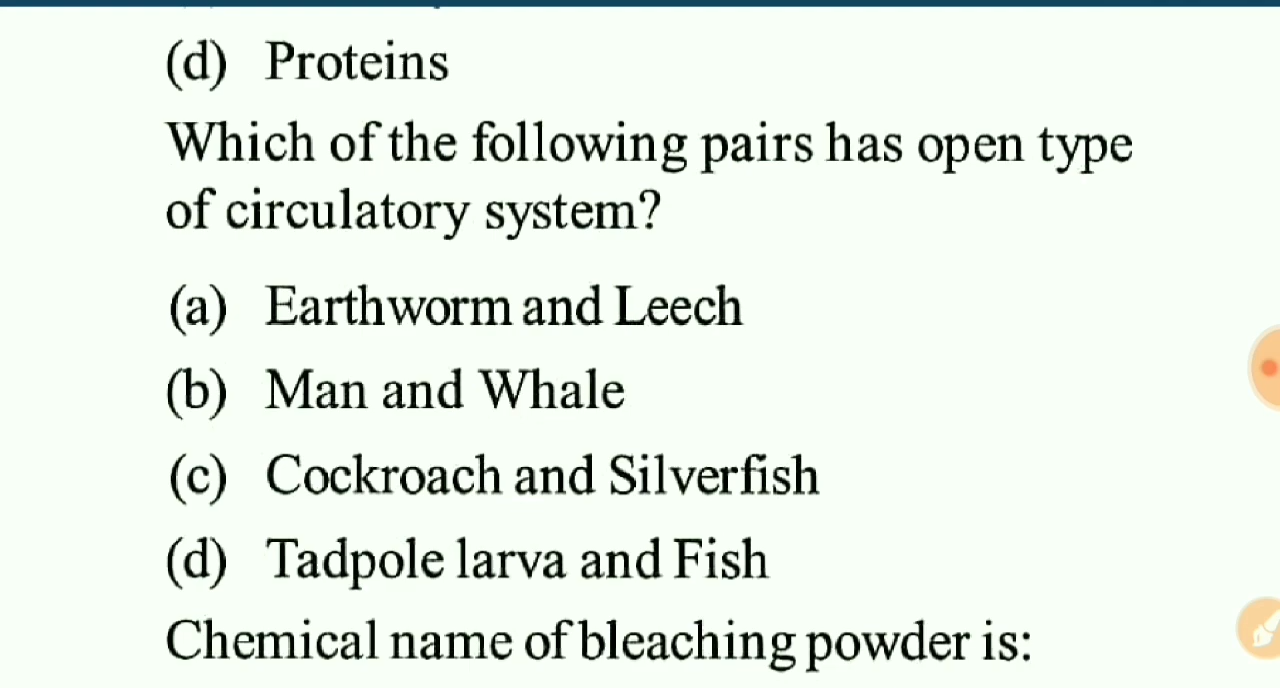 (d) Proteins
Which of the following pairs has open type
of circulatory system?
(a) Earthworm and Leech
(b) Man and Whale
(c) Cockroach and Silverfish
(d) Tadpole larva and Fish
Chemical name of bleaching powder is: